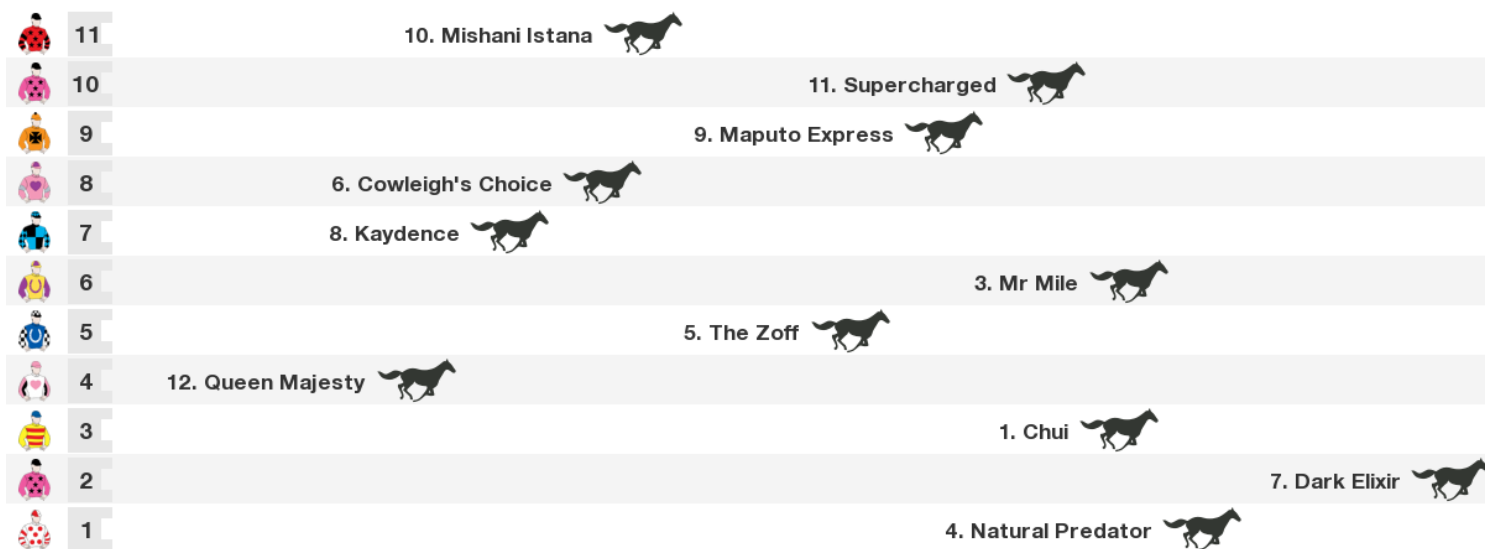 11 10. Mishani Istana
10 11. Supercharged
9 9. Maputo Express
8 6. Cowleigh's Choice
7 8. Kaydence
6 3. Mr Mile
5 5. The Zoff
4 12. Queen Majesty
3 1. Chui
2 7. Dark Elixir
1 4. Natural Predator